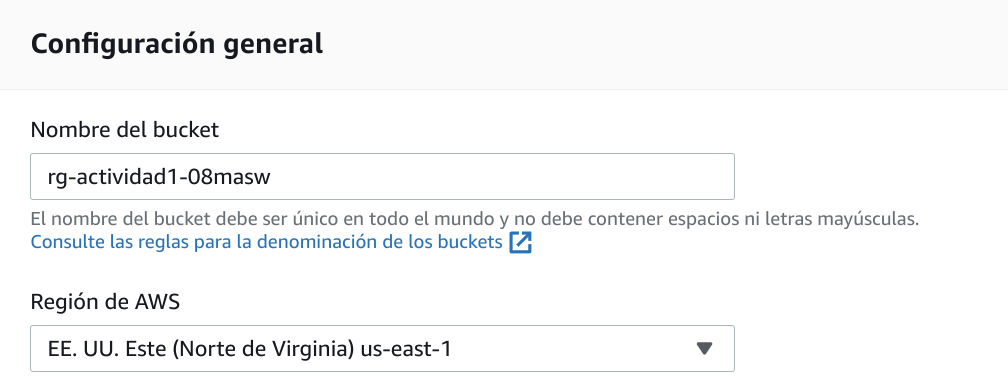 Configuración general
Nombre del bucket
rg-actividad1-08masw
El nombre del bucket debe ser único en todo el mundo y no debe contener espacios ni letras mayúsculas.
Consulte las reglas para la denominación de los buckets
Región de AWS
EE. UU. Este (Norte de Virginia) us-east-1